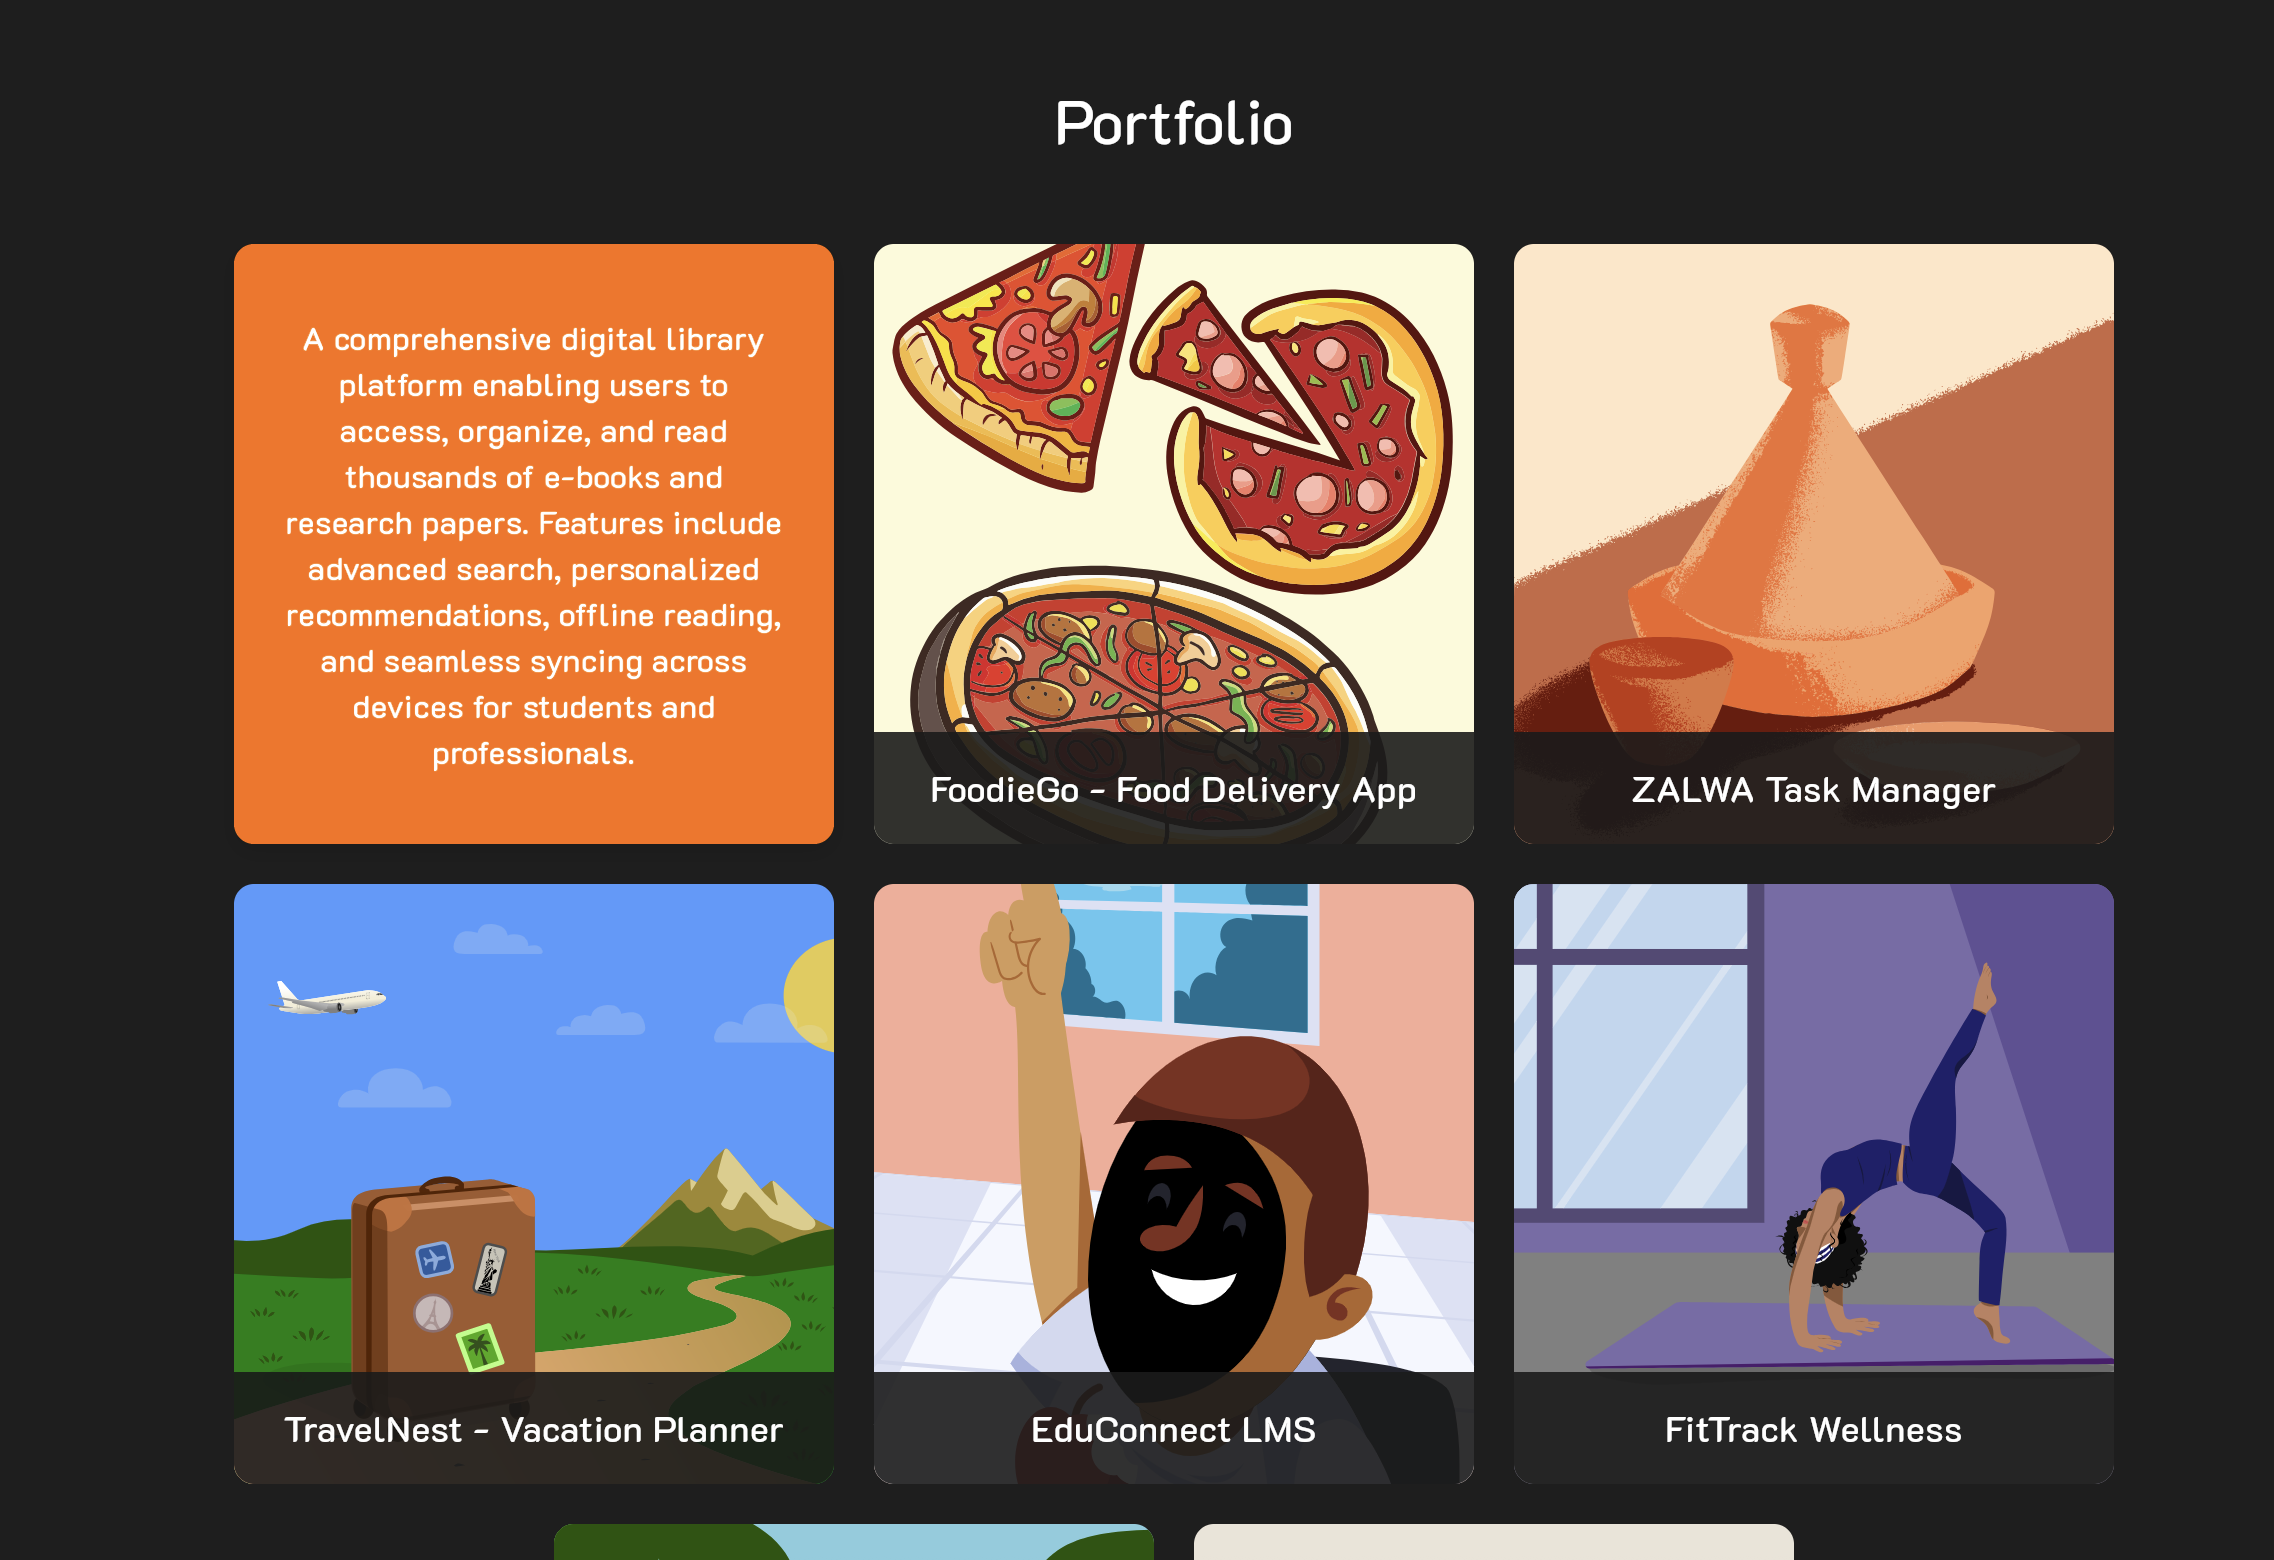 Portfolio
A comprehensive digital library
platform enabling users to
access, organize, and read
thousands of e-books and
research papers. Features include
advanced search, personalized
recommendations, offline reading,
and seamless syncing across
devices for students and
professionals.
FoodieGo - Food Delivery App
ZALWA Task Manager
TravelNest - Vacation Planner
EduConnect LMS
FitTrack Wellness